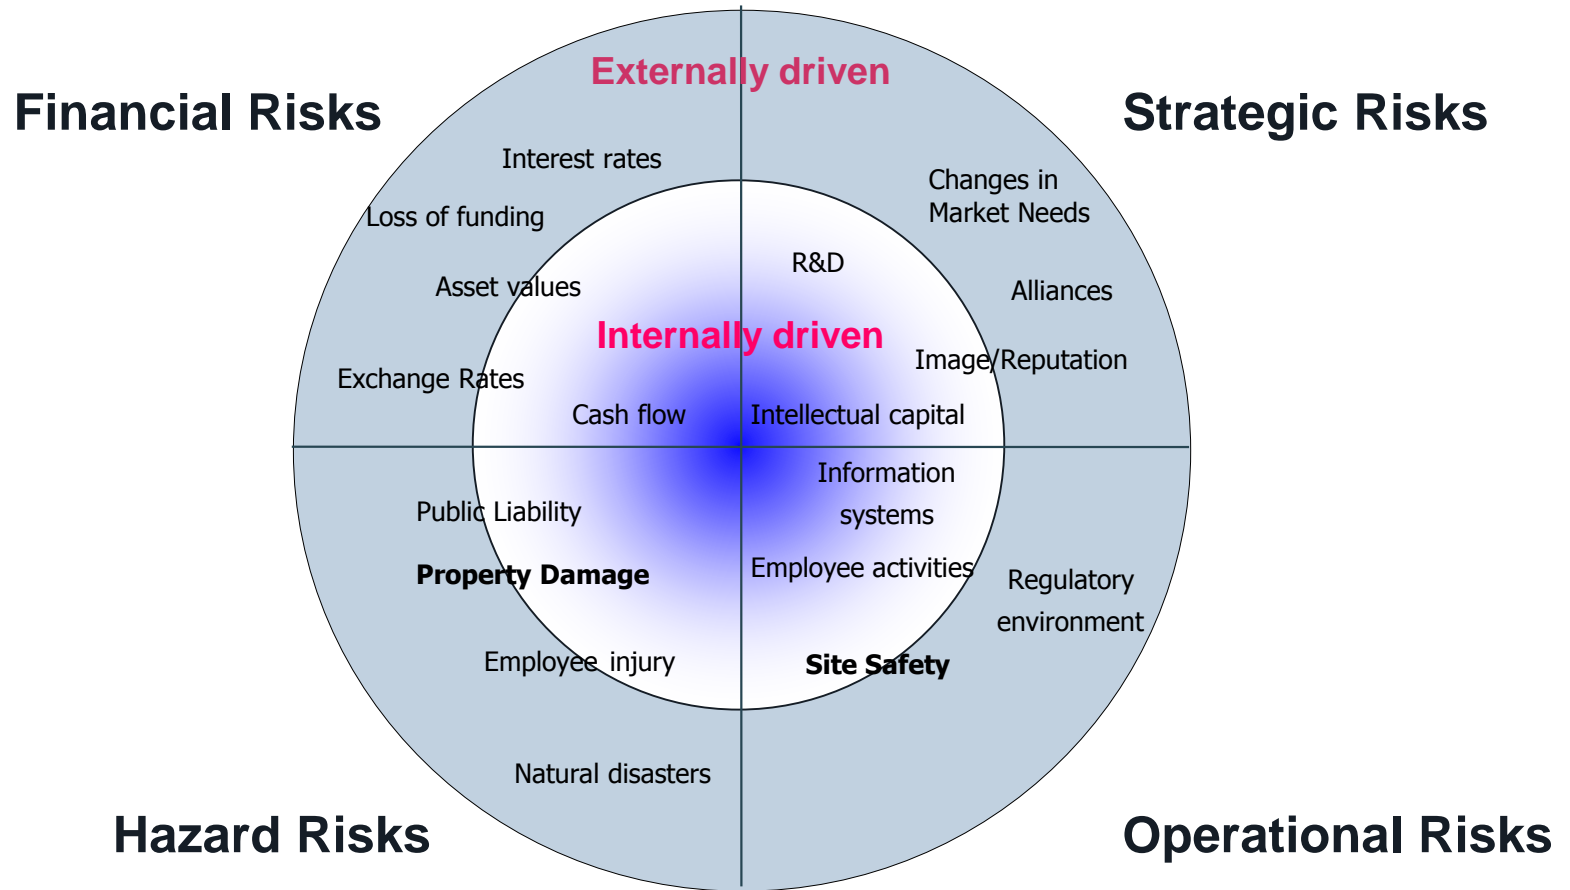 Externally driven
Financial Risks
Strategic Risks
Interest rates
Loss of funding
Asset values
Exchange Rates
Cash flow
Changes in
Market Needs
R&D
Alliances
Internally driven
Image/Reputation
Intellectual capital
Public Liability
Property Damage
Employee injury
Natural disasters
Hazard Risks
Information
systems
Employee activities
Regulatory
environment
Site Safety
Operational Risks